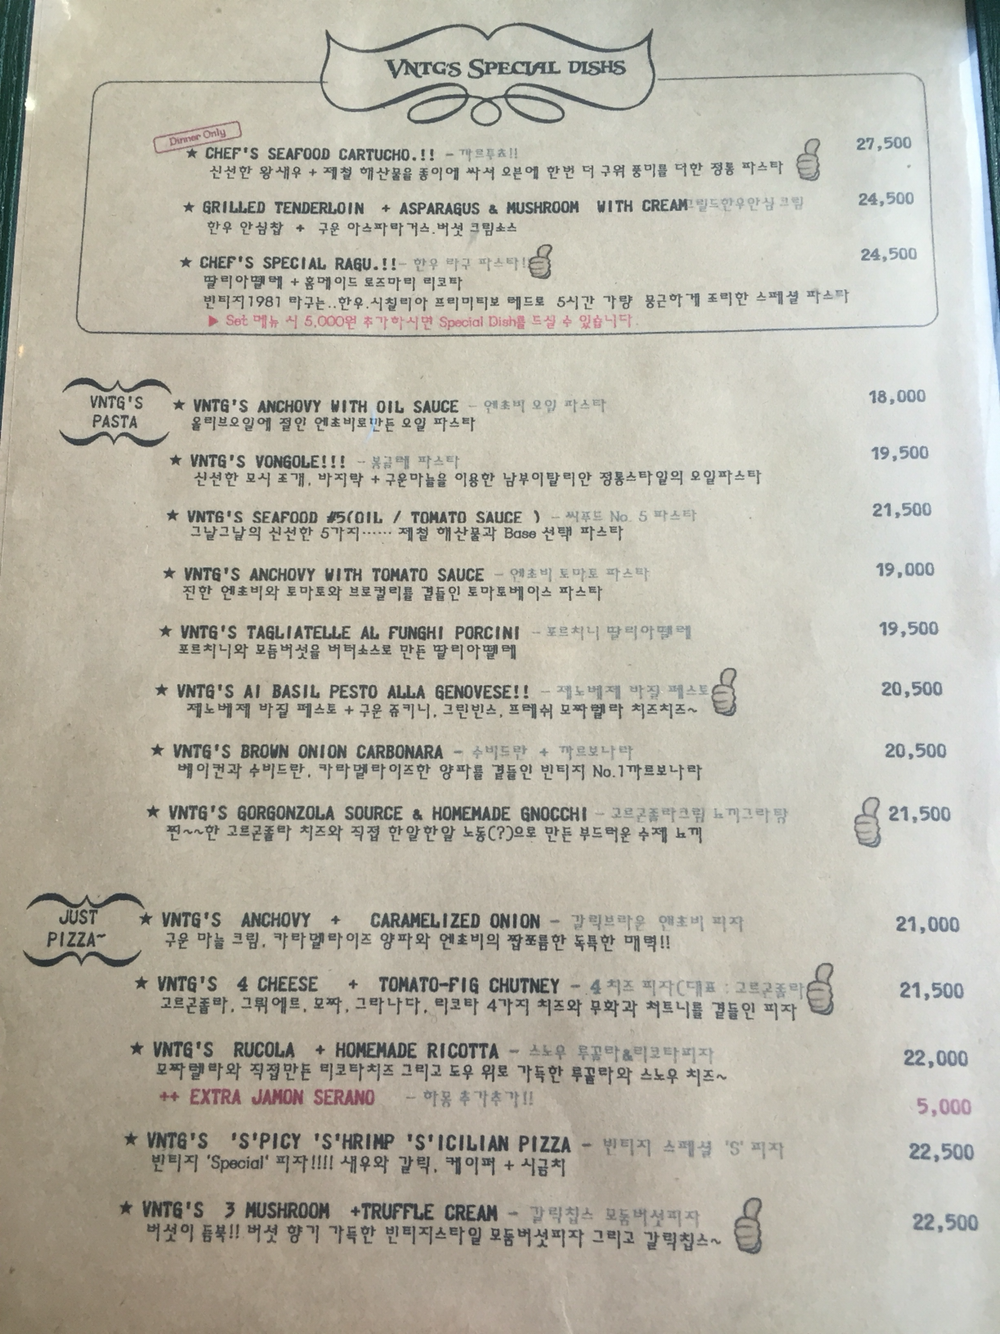 VNTG'S SPECIAL DISHS
Dinner Only
★ CHEF'S SEAFOOD CARTUCHO.!! - 까르투쵸!! 27,500
신선한 왕새우 + 제철 해산물을 종이에 싸서 오븐에 한번 더 구워 풍미를 더한 정통 파스타
★ GRILLED TENDERLOIN + ASPARAGUS & MUSHROOM WITH CREAM 그릴드한우안심크림 24,500
한우 안심찹 + 구운 아스파라거스.버섯 크림소스
★ CHEF'S SPECIAL RAGU.!!- 한우 라구 파스타! 24,500
딸리아뗄레 + 홈메이드 로즈마리 리코타
빈티지1981 라구는..한우.시칠리아 프리미티보 레드로 5시간 가량 뭉근하게 조리한 스페셜 파스타
▶ Set 메뉴 시 5,000원 추가하시면 Special Dish를 드실 수 있습니다.
VNTG'S
PASTA
★ VNTG'S ANCHOVY WITH OIL SAUCE - 엔초비 오일 파스타 18,000
올리브오일에 절인 엔초비로만든 오일 파스타
★ VNTG'S VONGOLE!!! - 봉골레 파스타 19,500
신선한 모시 조개, 바지락 + 구운마늘을 이용한 남부이탈리안 정통스타일의 오일파스타
★ VNTG'S SEAFOOD #5(OIL / TOMATO SAUCE ) - 씨푸드 No. 5 파스타 21,500
그날그날의 신선한 5가지…… 제철 해산물과 Base 선택 파스타
★ VNTG'S ANCHOVY WITH TOMATO SAUCE - 엔초비 토마토 파스타 19,000
진한 엔초비와 토마토와 브로컬리를 곁들인 토마토베이스 파스타
★ VNTG'S TAGLIATELLE AL FUNGHI PORCINI - 포르치니 딸리아뗄레 19,500
포르치니와 모듬버섯을 버터소스로 만든 딸리아뗄레
★ VNTG'S AI BASIL PESTO ALLA GENOVESE!! - 제노베제 바질 페스토 20,500
제노베제 바질 페스토 + 구운 쥬키니, 그린빈스, 프레쉬 모짜렐라 치즈치즈~
★ VNTG'S BROWN ONION CARBONARA - 수비드란 + 까르보나라 20,500
베이컨과 수비드란, 카라멜라이즈한 양파를 곁들인 빈티지 No.1까르보나라
★ VNTG'S GORGONZOLA SOURCE & HOMEMADE GNOCCHI - 고르곤졸라크림 뇨끼그라탕 21,500
찐~~한 고르곤졸라 치즈와 직접 한알한알 노동(?)으로 만든 부드러운 수제 뇨끼
JUST
PIZZA~
★ VNTG'S ANCHOVY + CARAMELIZED ONION - 갈릭브라운 엔초비 피자 21,000
구운 마늘 크림, 카라멜라이즈 양파와 엔초비의 짭쪼름한 독특한 매력!!
★ VNTG'S 4 CHEESE + TOMATO-FIG CHUTNEY - 4치즈 피자(대표 : 고르곤졸라 21,500
고르곤졸라, 그뤼에르, 모짜, 그라나다, 리코타 4가지 치즈와 무화과 쳐트니를 곁들인 피자
★ VNTG'S RUCOLA + HOMEMADE RICOTTA - 스노우 루꼴라&리코타피자 22,000
모짜렐라와 직접만든 리코타치즈 그리고 도우 위로 가득한 루꼴라와 스노우 치즈~
++ EXTRA JAMON SERANO - 하몽 추가추가!! 5,000
★ VNTG'S 'S'PICY 'S'HRIMP 'S'ICILIAN PIZZA - 빈티지 스페셜 'S' 피자 22,500
빈티지 'Special' 피자!!!! 새우와 갈릭, 케이퍼 + 시금치
★ VNTG'S 3 MUSHROOM +TRUFFLE CREAM - 갈릭칩스 모둠버섯피자 22,500
버섯이 듬북!! 버섯 향기 가득한 빈티지스타일 모둠버섯피자 그리고 갈릭칩스~